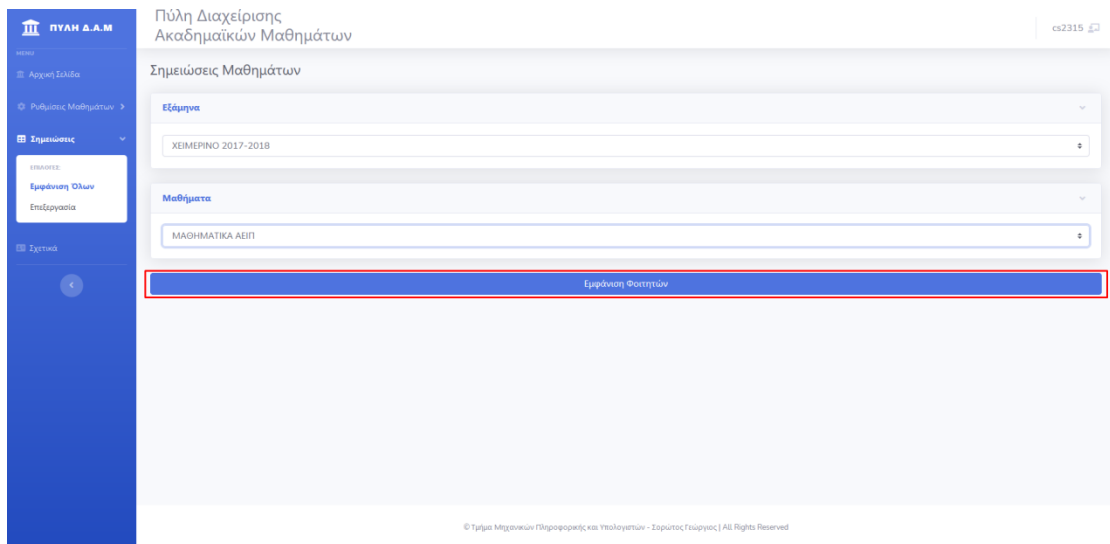 ΠΥΛΗ Δ.Α.Μ
MENU
Αρχική Σελίδα
Ρυθμίσεις Μαθημάτων
Σημειώσεις
ΕΠΙΛΟΓΕΣ:
Εμφάνιση Όλων
Επεξεργασία
Σχετικά
Πύλη Διαχείρισης
Ακαδημαϊκών Μαθημάτων
cs2315
Σημειώσεις Μαθημάτων
Εξάμηνα
ΧΕΙΜΕΡΙΝΟ 2017-2018
Μαθήματα
ΜΑΘΗΜΑΤΙΚΑ ΑΕΙΠ
Εμφάνιση Φοιτητών
© Τμήμα Μηχανικών Πληροφορικής και Υπολογιστών - Σορώτος Γεώργιος | All Rights Reserved